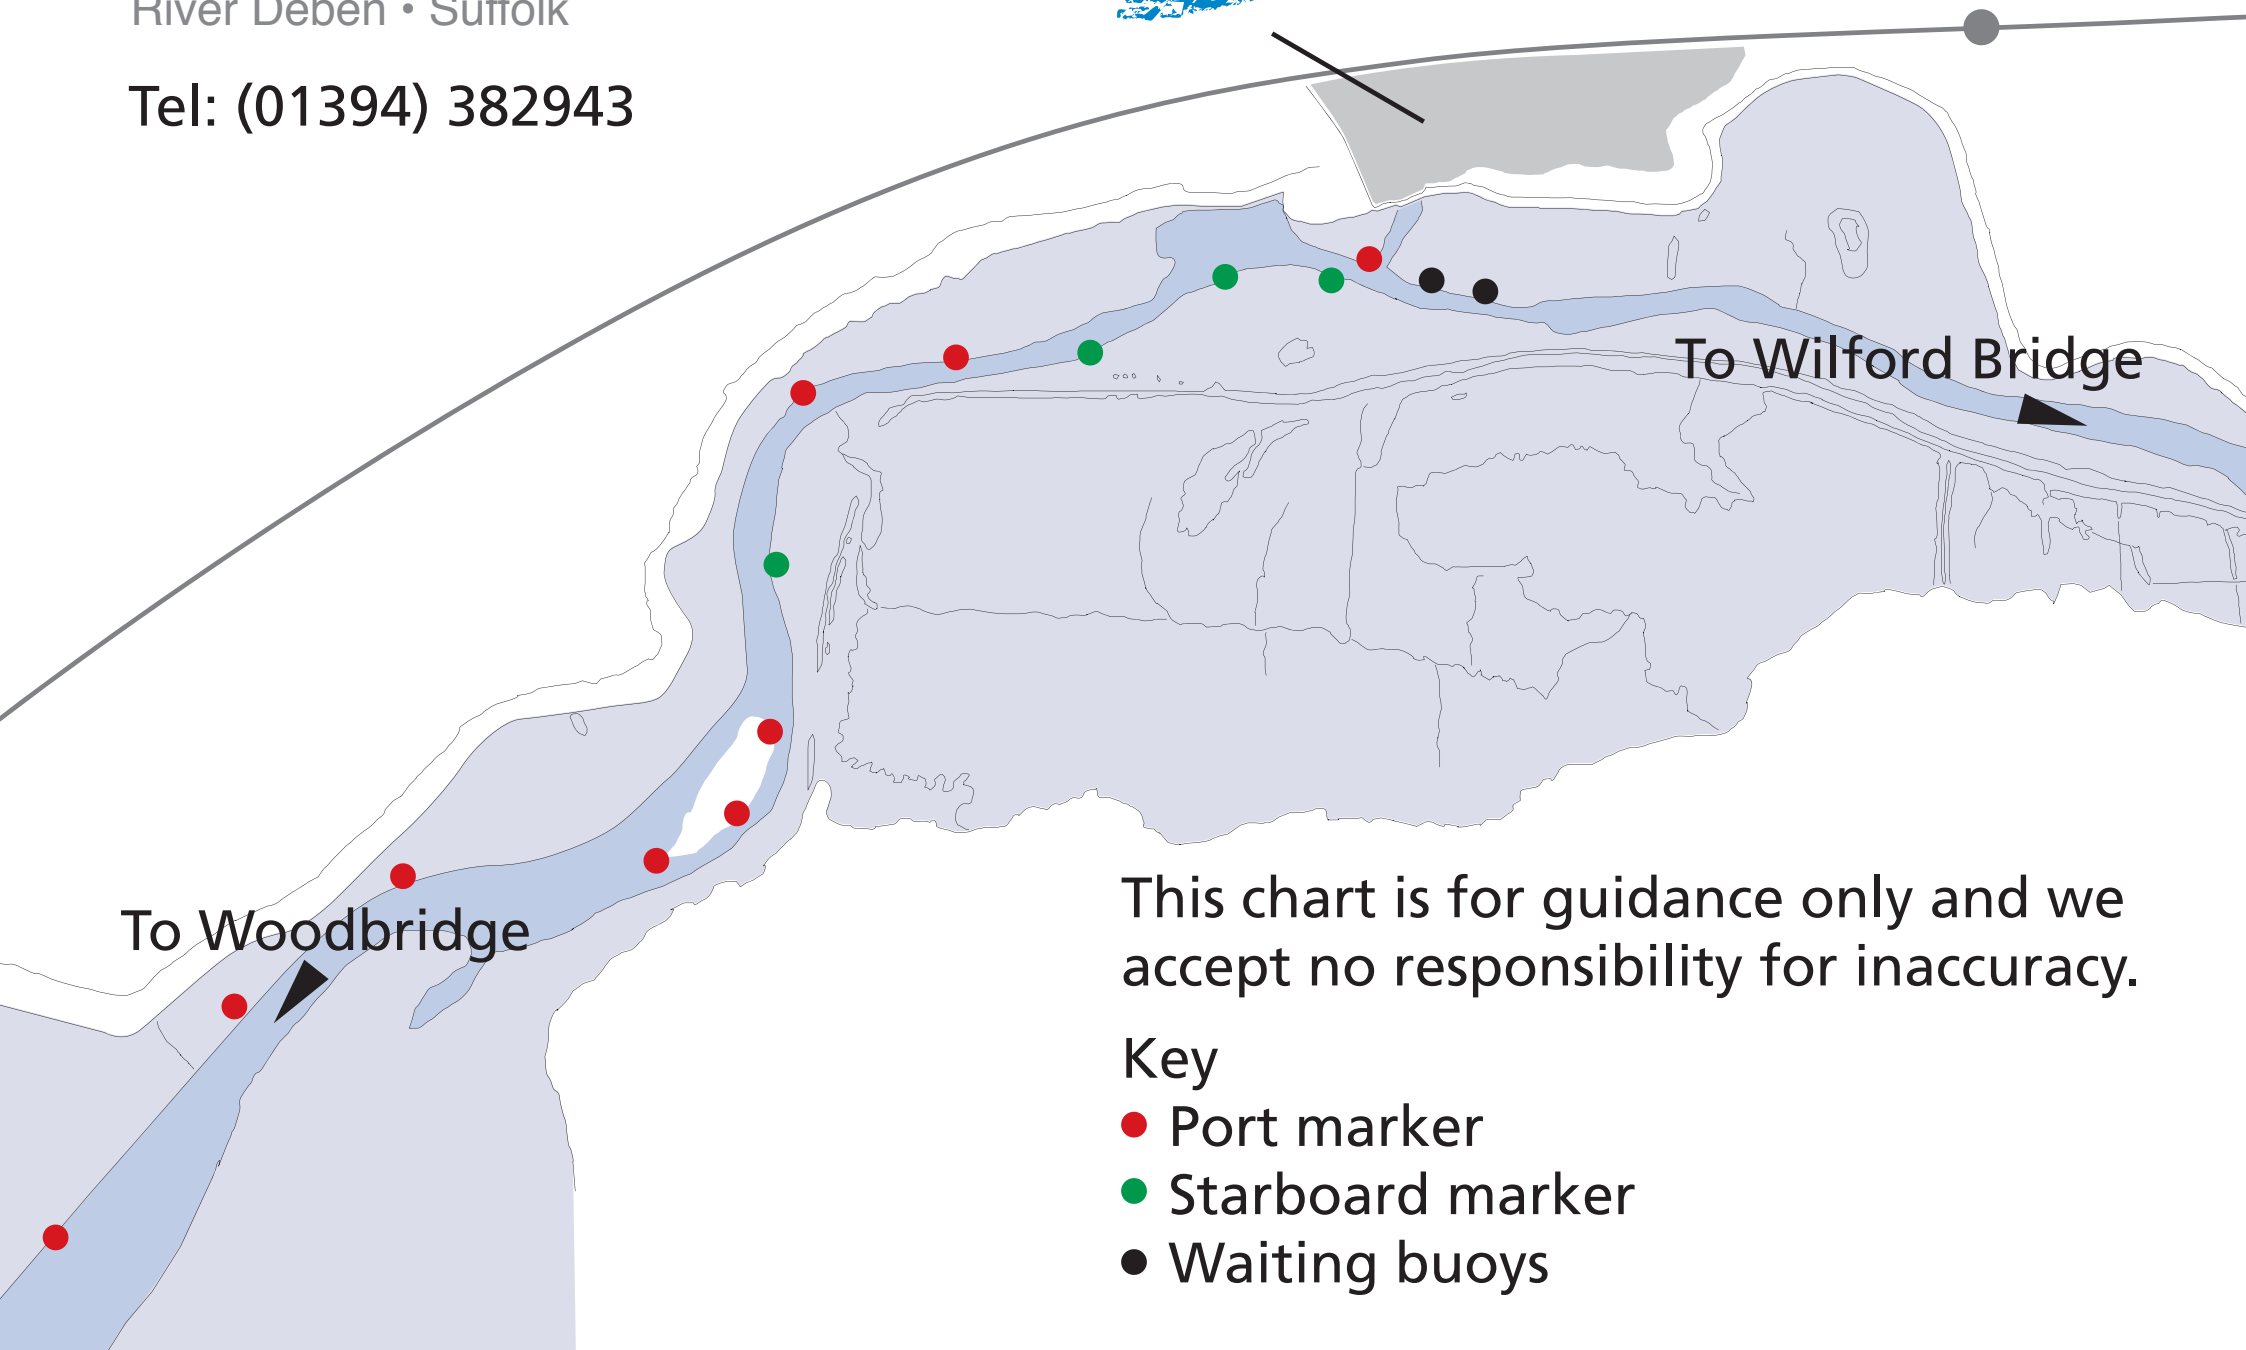 River Deben • Suffolk
Tel: (01394) 382943
To Wilford Bridge
To Woodbridge
This chart is for guidance only and we
accept no responsibility for inaccuracy.
Key
Port marker
Starboard marker
Waiting buoys